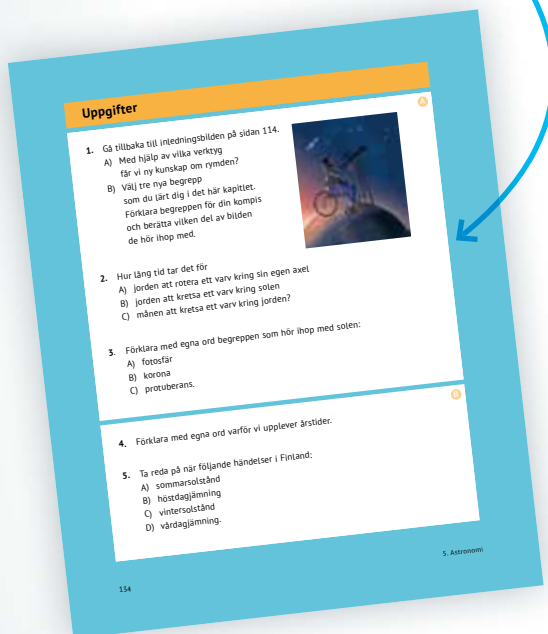 Uppgifter
A
1. Gå tillbaka till inledningsbilden på sidan 114.
A) Med hjälp av vilka verktyg
får vi ny kunskap om rymden?
B) Välj tre nya begrepp
som du lärt dig i det här kapitlet.
Förklara begreppen för din kompis
och berätta vilken del av bilden
de hör ihop med.
2. Hur lång tid tar det för
A) jorden att rotera ett varv kring sin egen axel
B) jorden att kretsa ett varv kring solen
C) månen att kretsa ett varv kring jorden?
3. Förklara med egna ord begreppen som hör ihop med solen:
A) fotosfär
B) korona
C) protuberans.
B
4. Förklara med egna ord varför vi upplever årstider.
5. Ta reda på när följande händelser i Finland:
A) sommarsolstånd
B) höstdagjämning
C) vintersolstånd
D) vårdagjämning.
134
5. Astronomi